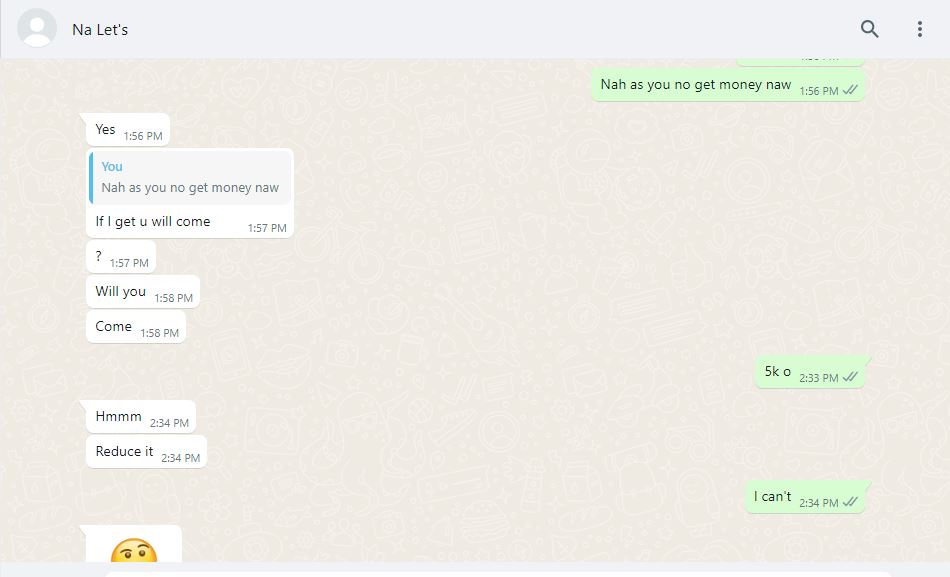 Na Let's
Nah as you no get money naw 1:56 PM
Yes 1:56 PM
You
Nah as you no get money naw
If I get u will come 1:57 PM
? 1:57 PM
Will you 1:58 PM
Come 1:58 PM
5k o 2:33 PM
Hmmm 2:34 PM
Reduce it 2:34 PM
I can't 2:34 PM